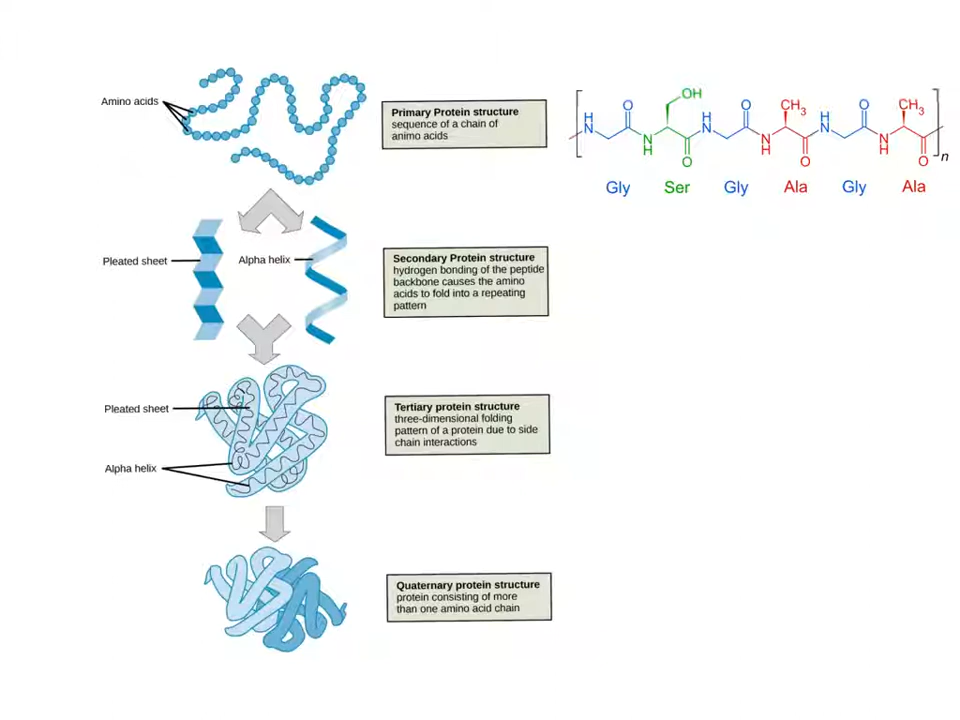 Amino acids
Primary Protein structure
sequence of a chain of
animo acids
H
N
O
N
H
OH
O
H
N
O
N
H
CH3
O
H
N
O
N
H
CH3
O
n
Gly
Ser
Gly
Ala
Gly
Ala
Pleated sheet
Alpha helix
Secondary Protein structure
hydrogen bonding of the peptide
backbone causes the amino
acids to fold into a repeating
pattern
Pleated sheet
Alpha helix
Tertiary protein structure
three-dimensional folding
pattern of a protein due to side
chain interactions
Quaternary protein structure
protein consisting of more
than one amino acid chain